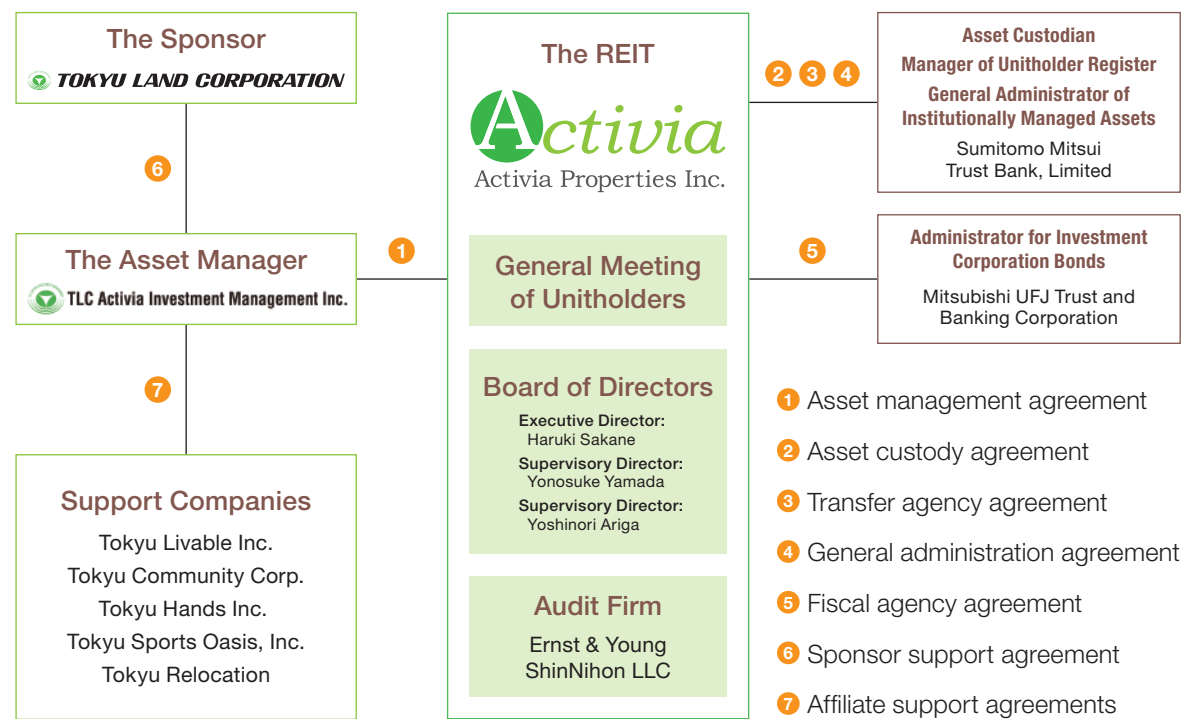 The Sponsor
TOKYU LAND CORPORATION
6
The Asset Manager
TLC Activia Investment Management Inc.
7
Support Companies
Tokyu Livable Inc.
Tokyu Community Corp.
Tokyu Hands Inc.
Tokyu Sports Oasis, Inc.
Tokyu Relocation
1
The REIT
Activia
Activia Properties Inc.
General Meeting
of Unitholders
Board of Directors
Executive Director:
Haruki Sakane
Supervisory Director:
Yonosuke Yamada
Supervisory Director:
Yoshinori Ariga
Audit Firm
Ernst & Young
ShinNihon LLC
2 3 4
Asset Custodian
Manager of Unitholder Register
General Administrator of
Institutionally Managed Assets
Sumitomo Mitsui
Trust Bank, Limited
5
Administrator for Investment
Corporation Bonds
Mitsubishi UFJ Trust and
Banking Corporation
1 Asset management agreement
2 Asset custody agreement
3 Transfer agency agreement
4 General administration agreement
5 Fiscal agency agreement
6 Sponsor support agreement
7 Affiliate support agreements